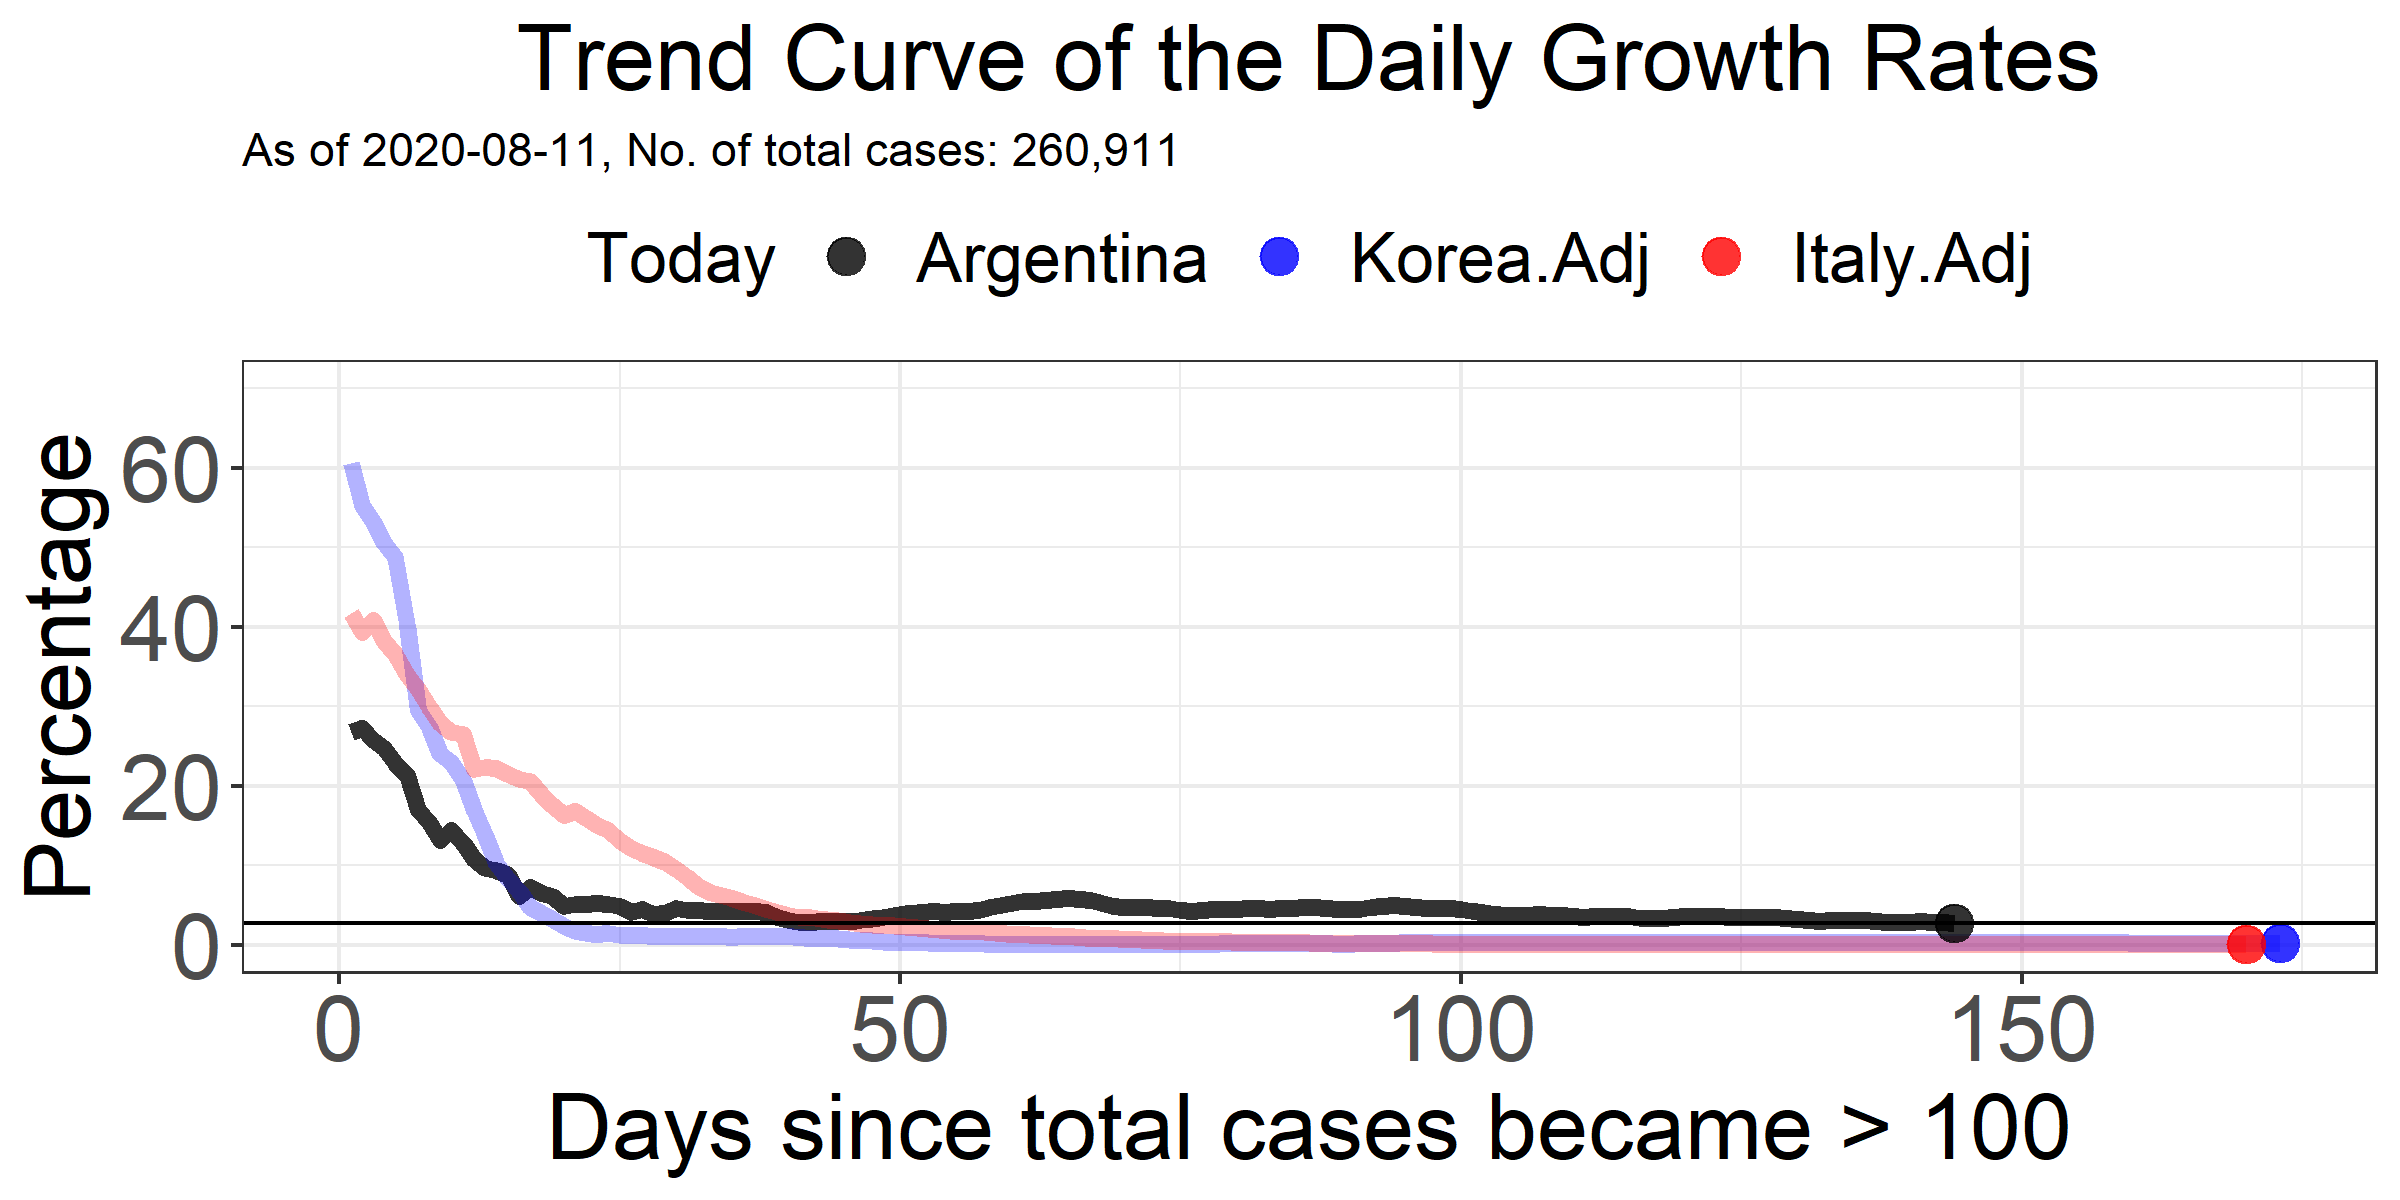 Trend Curve of the Daily Growth Rates
As of 2020-08-11, No. of total cases: 260,911
Today Argentina Korea.Adj Italy.Adj
Percentage
60
40
20
0
0 50 100 150
Days since total cases became > 100